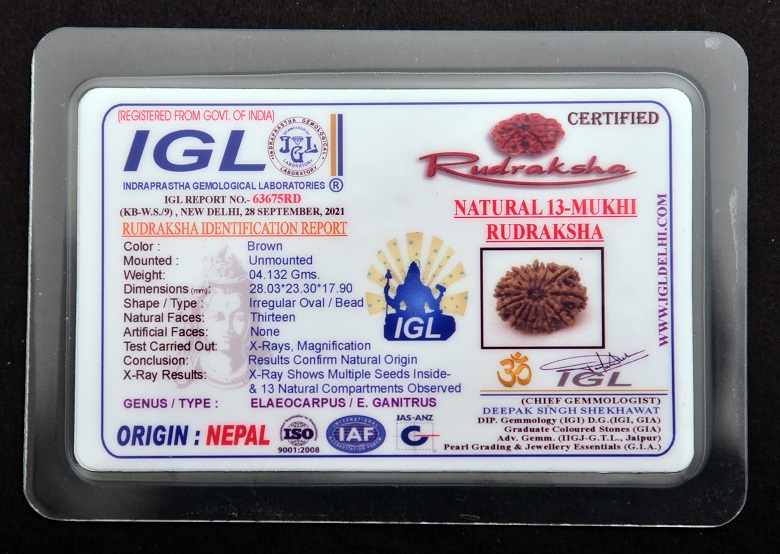 (REGISTERED FROM GOVT. OF INDIA)
IGL
INDRAPRASTHA GEMOLOGICAL LABORATORIES ®
IGL REPORT NO.- 63675RD
(KB-W.S./9) , NEW DELHI, 28 SEPTEMBER, 2021
RUDRAKSHA IDENTIFICATION REPORT
Color : Brown
Mounted : Unmounted
Weight: 04.132 Gms.
Dimensions (mm): 28.03*23.30*17.90
Shape / Type : Irregular Oval / Bead
Natural Faces: Thirteen
Artificial Faces: None
Test Carried Out: X-Rays, Magnification
Conclusion: Results Confirm Natural Origin
X-Ray Results: X-Ray Shows Multiple Seeds Inside-
& 13 Natural Compartments Observed
GENUS / TYPE : ELAEOCARPUS / E. GANITRUS
ORIGIN : NEPAL
ISO
9001:2008
IAF
JAS-ANZ
IGL
CERTIFIED
Rudraksha
NATURAL 13-MUKHI
RUDRAKSHA
WWW.IGLDELHI.COM
ॐ
IGL
(CHIEF GEMMOLOGIST)
DEEPAK SINGH SHEKHAWAT
DIP. Gemmology (IGI) D.G.(IGI, GIA)
Graduate Coloured Stones (GIA)
Adv. Gemm. (IIGJ-G.T.L., Jaipur)
Pearl Grading & Jewellery Essentials (G.I.A.)